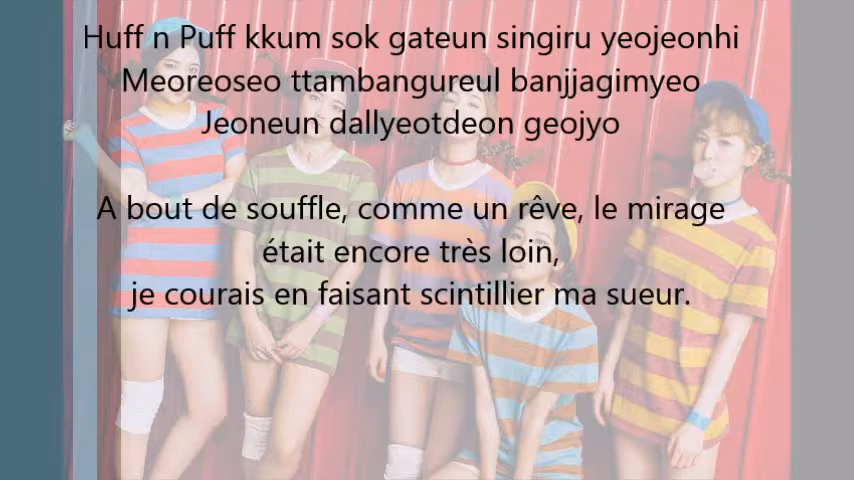 Huff n Puff kkum sok gateun singiru yeojeonhi
Meoreoseo ttambangureul banjjagimyeo
Jeoneun dallyeotdeon geojyo
A bout de souffle, comme un rêve, le mirage
était encore très loin,
je courais en faisant scintillier ma sueur.